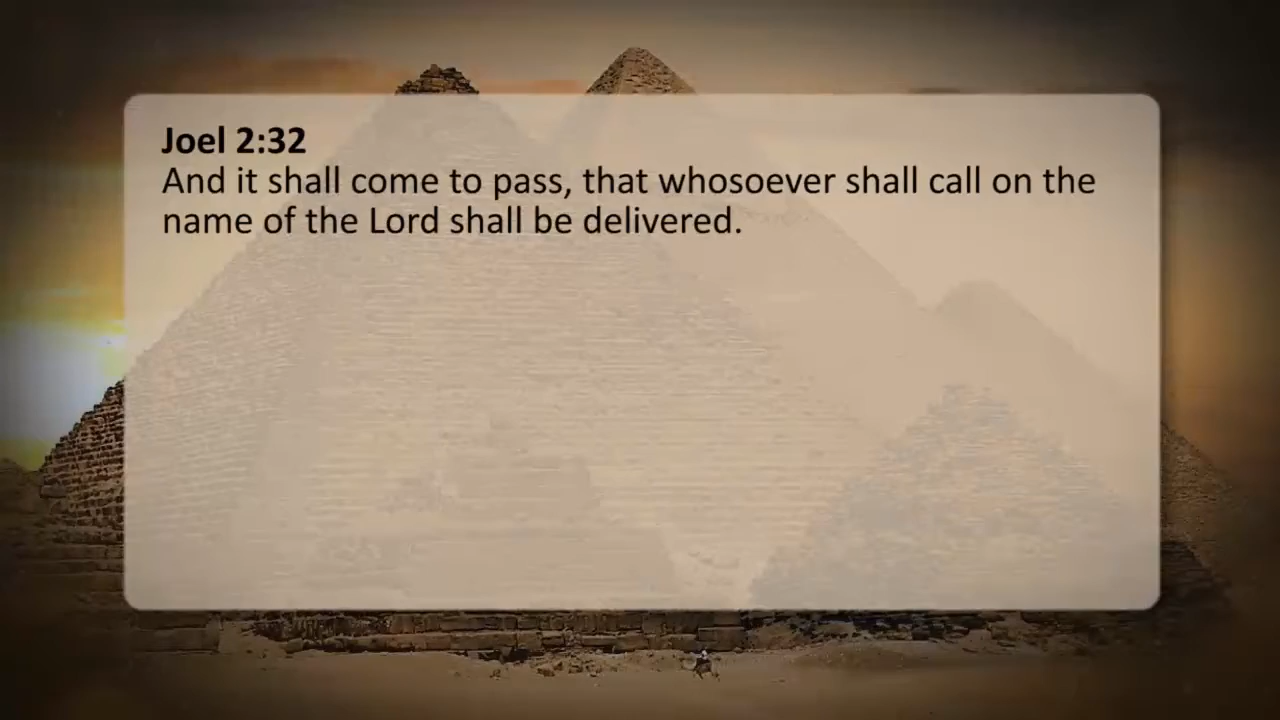 Joel 2:32
And it shall come to pass, that whosoever shall call on the
name of the Lord shall be delivered.